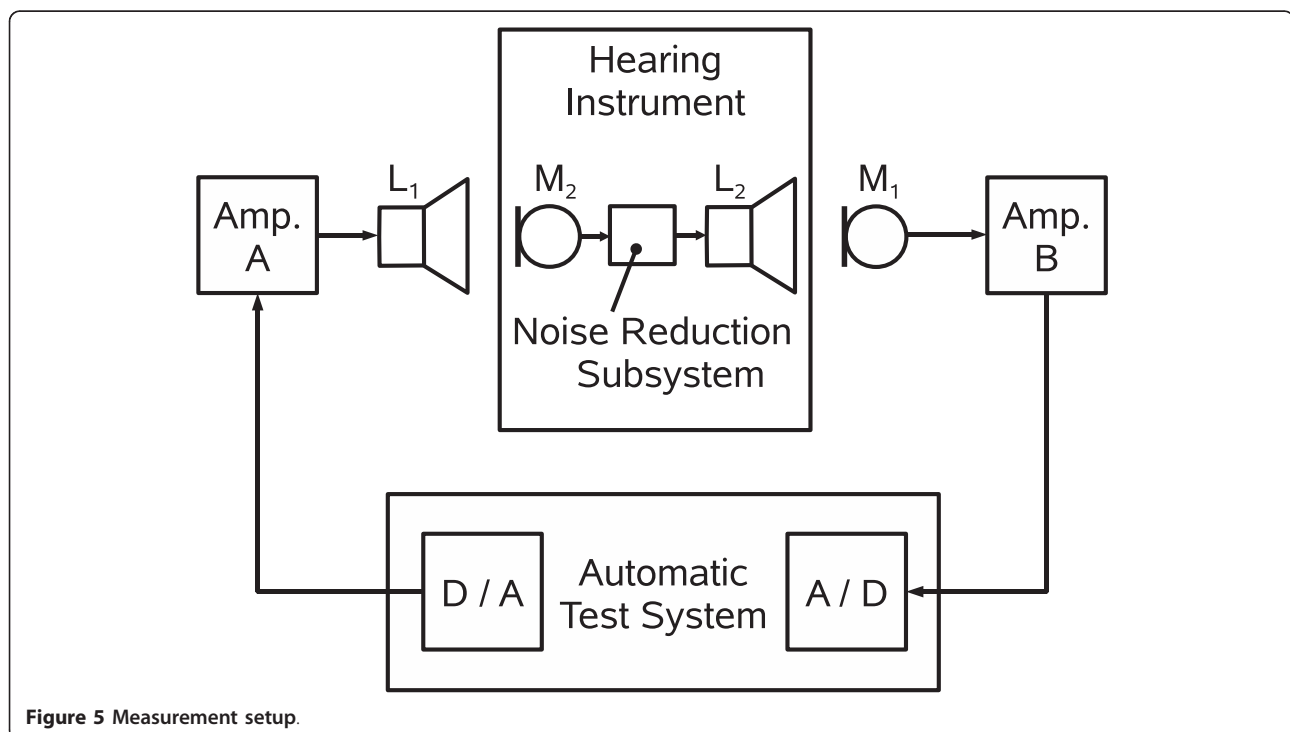 Hearing
Instrument
L₁
M₂
L₂
M₁
Amp.
A
Amp.
B
Noise Reduction
Subsystem
D / A
Automatic
Test System
A / D
Figure 5 Measurement setup.